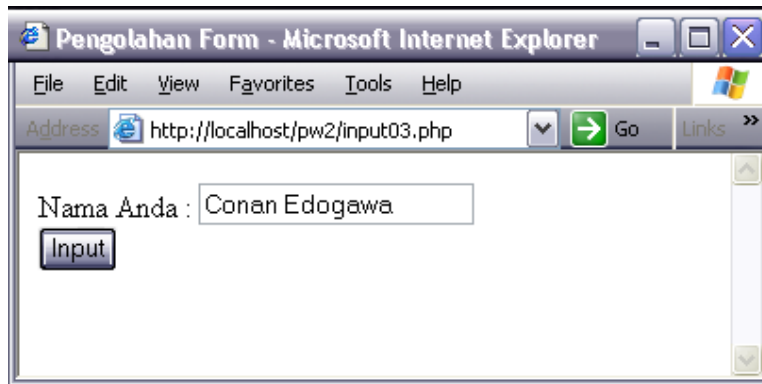 Pengolahan Form - Microsoft Internet Explorer
File Edit View Favorites Tools Help
Address http://localhost/pw2/input03.php Go Links »
Nama Anda : Conan Edogawa
Input